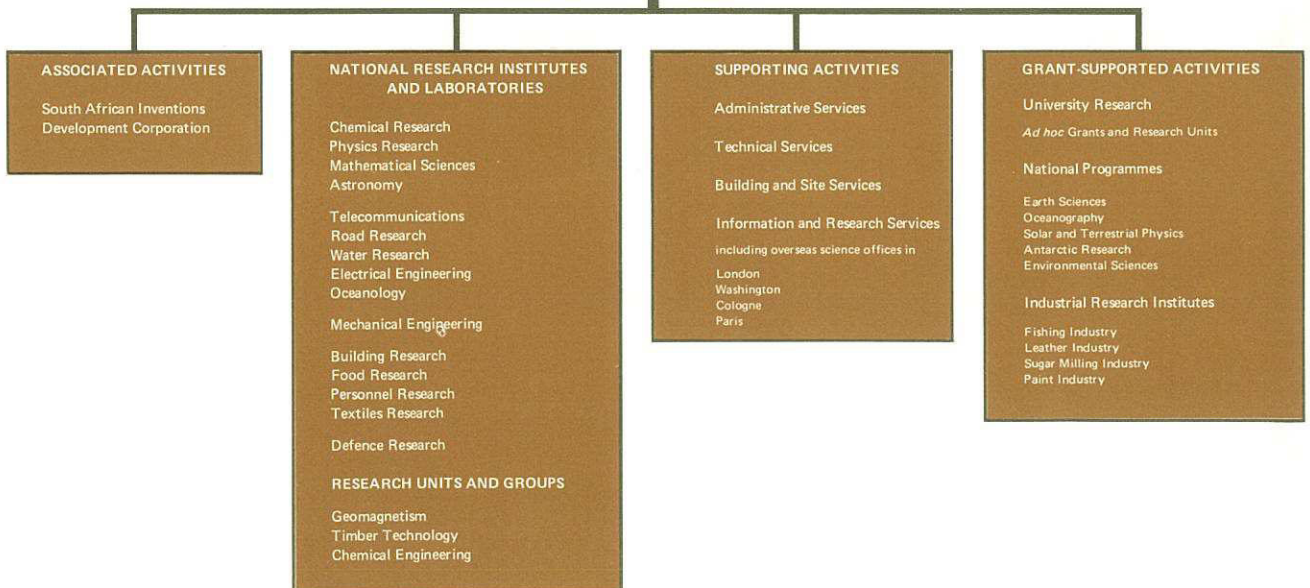 ASSOCIATED ACTIVITIES
South African Inventions
Development Corporation
NATIONAL RESEARCH INSTITUTES
AND LABORATORIES
Chemical Research
Physics Research
Mathematical Sciences
Astronomy
Telecommunications
Road Research
Water Research
Electrical Engineering
Oceanology
Mechanical Engineering
Building Research
Food Research
Personnel Research
Textiles Research
Defence Research
RESEARCH UNITS AND GROUPS
Geomagnetism
Timber Technology
Chemical Engineering
SUPPORTING ACTIVITIES
Administrative Services
Technical Services
Building and Site Services
Information and Research Services
including overseas science offices in
London
Washington
Cologne
Paris
GRANT-SUPPORTED ACTIVITIES
University Research
Ad hoc Grants and Research Units
National Programmes
Earth Sciences
Oceanography
Solar and Terrestrial Physics
Antarctic Research
Environmental Sciences
Industrial Research Institutes
Fishing Industry
Leather Industry
Sugar Milling Industry
Paint Industry